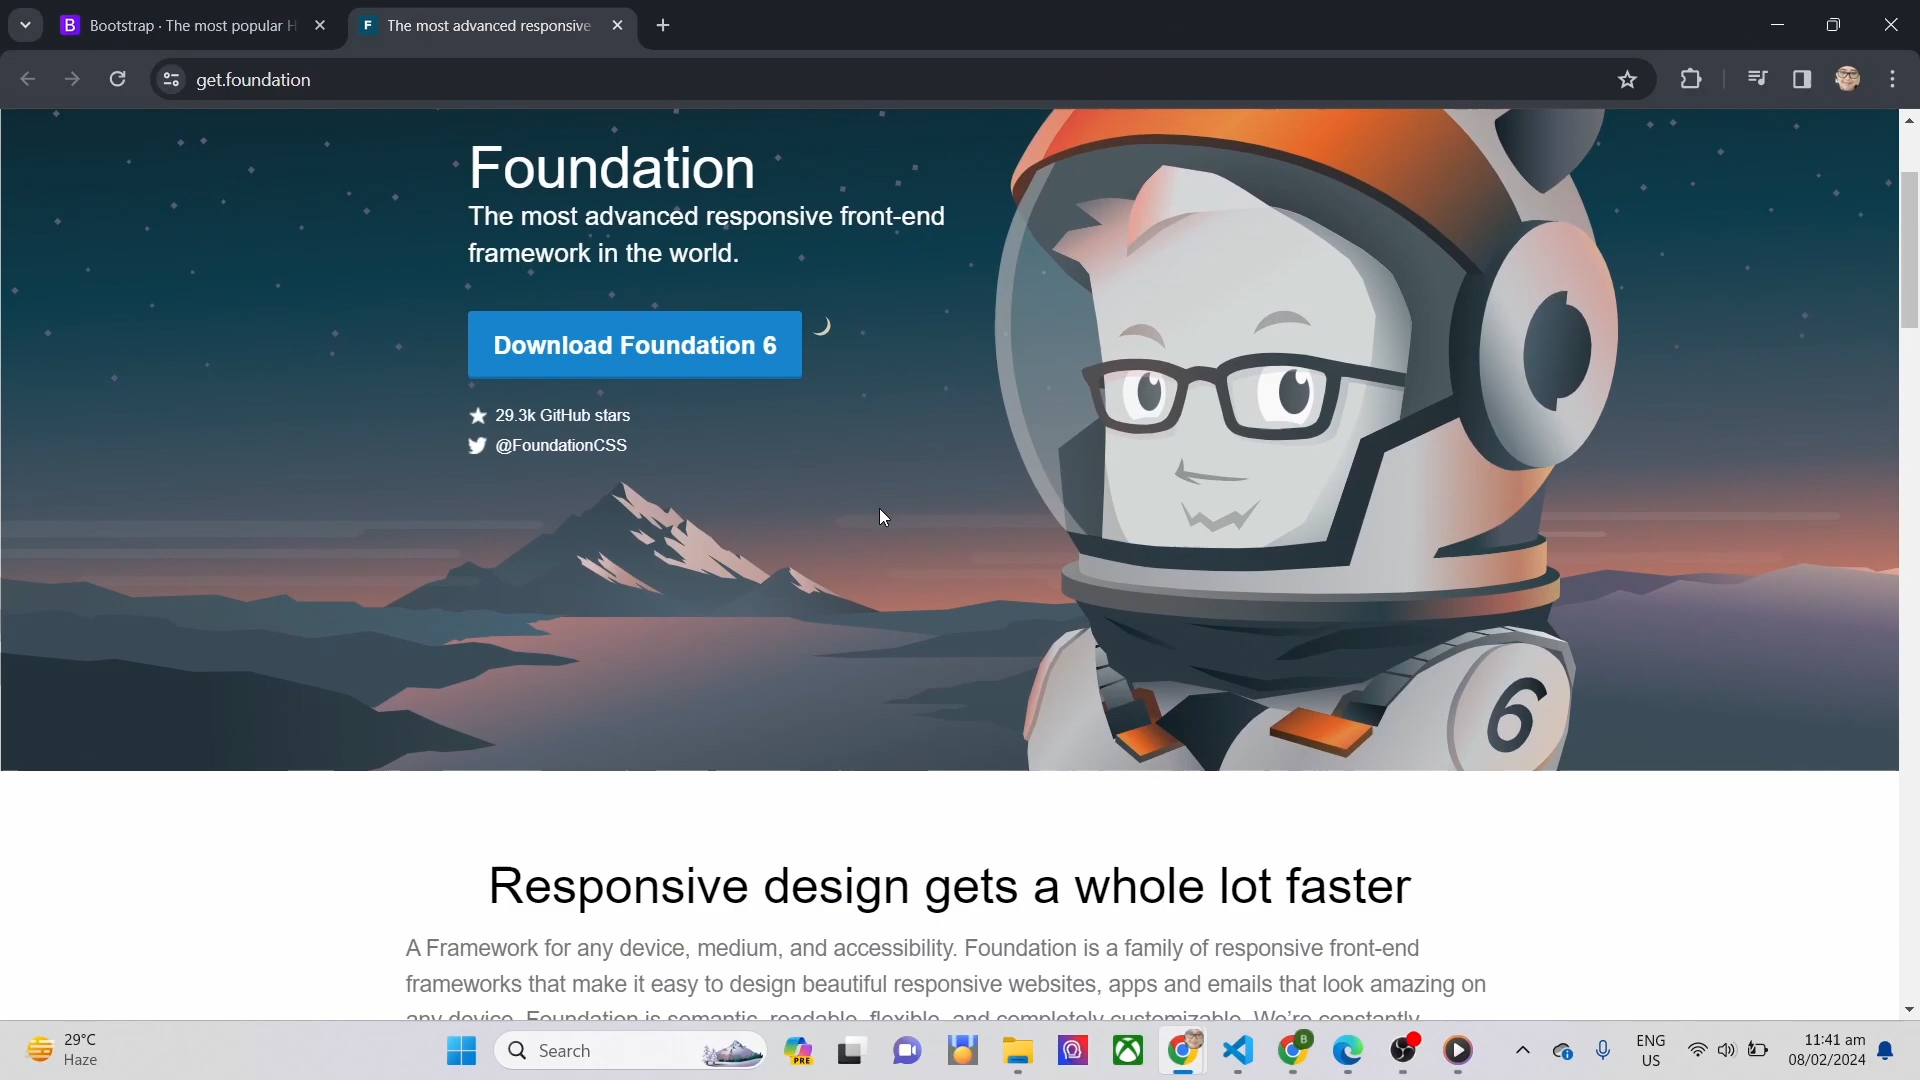 Bootstrap · The most popular H
The most advanced responsive
get.foundation
Foundation
The most advanced responsive front-end
framework in the world.
Download Foundation 6
29.3k GitHub stars
@FoundationCSS
6
Responsive design gets a whole lot faster
A Framework for any device, medium, and accessibility. Foundation is a family of responsive front-end
frameworks that make it easy to design beautiful responsive websites, apps and emails that look amazing on
any device. Foundation is semantic, readable, flexible, and completely customizable. We're constantly
29°C
Haze
Search
PRE
B
ENG
US
11:41 am
08/02/2024